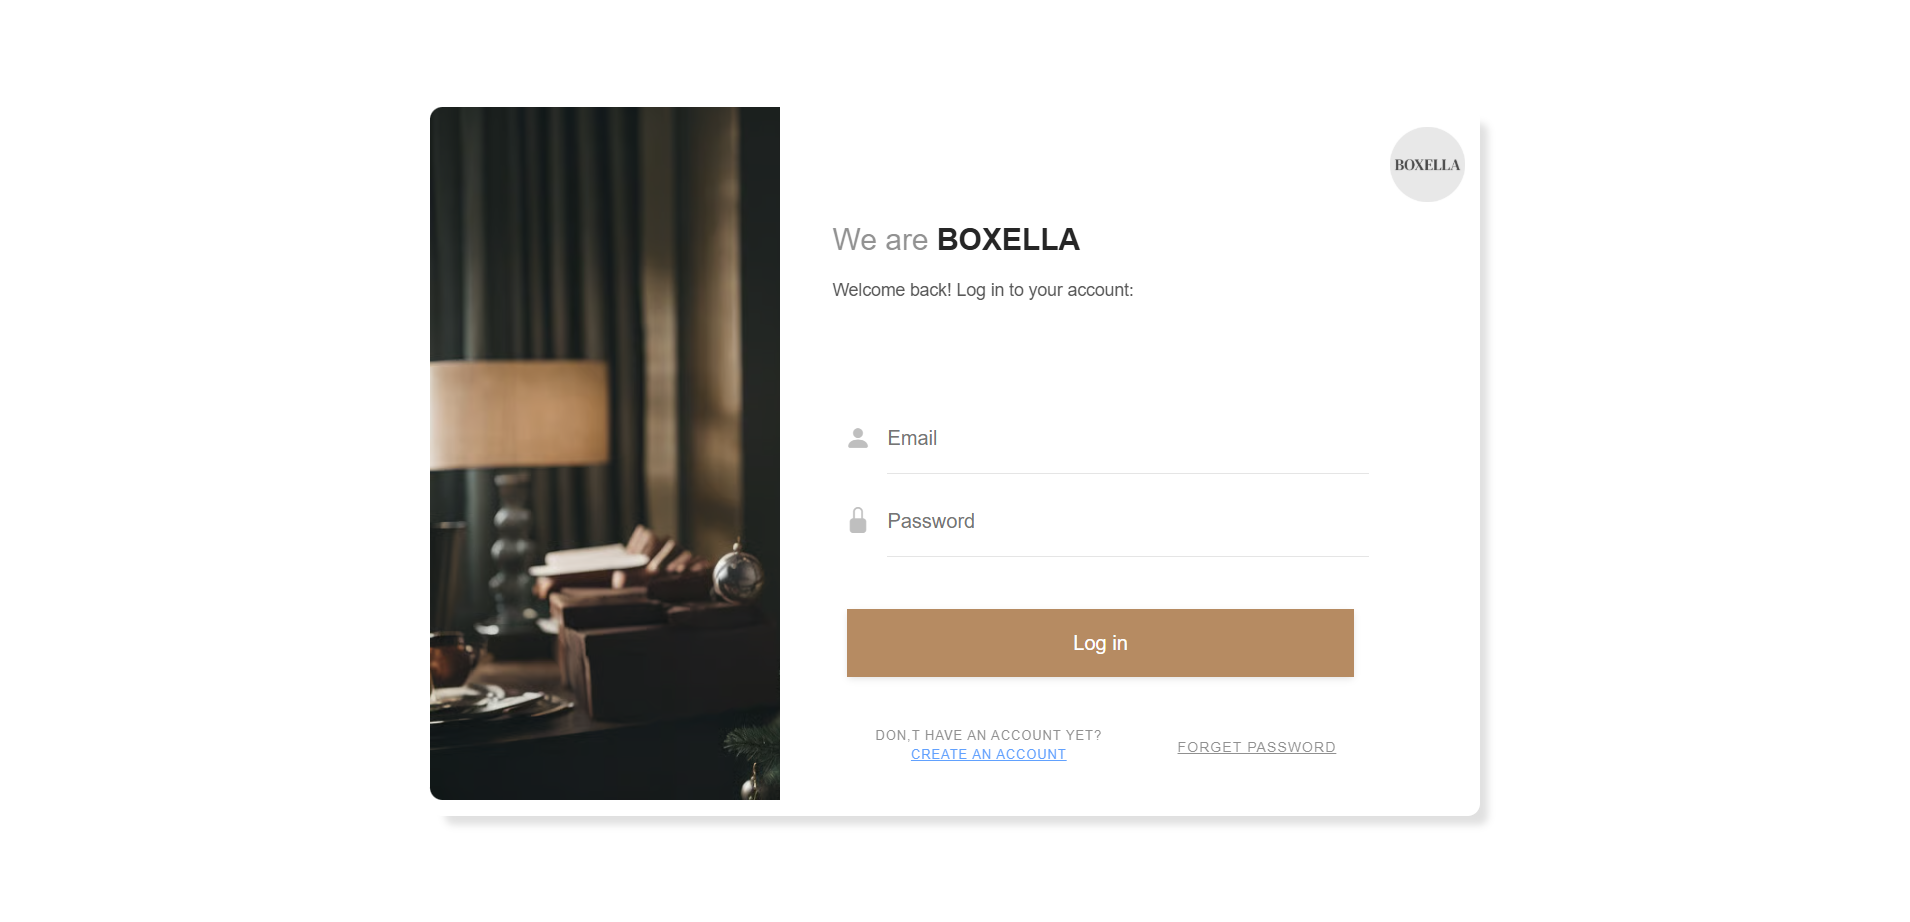 BOXELLA
We are BOXELLA
Welcome back! Log in to your account:
Email
Password
Log in
DON,T HAVE AN ACCOUNT YET?
CREATE AN ACCOUNT
FORGET PASSWORD